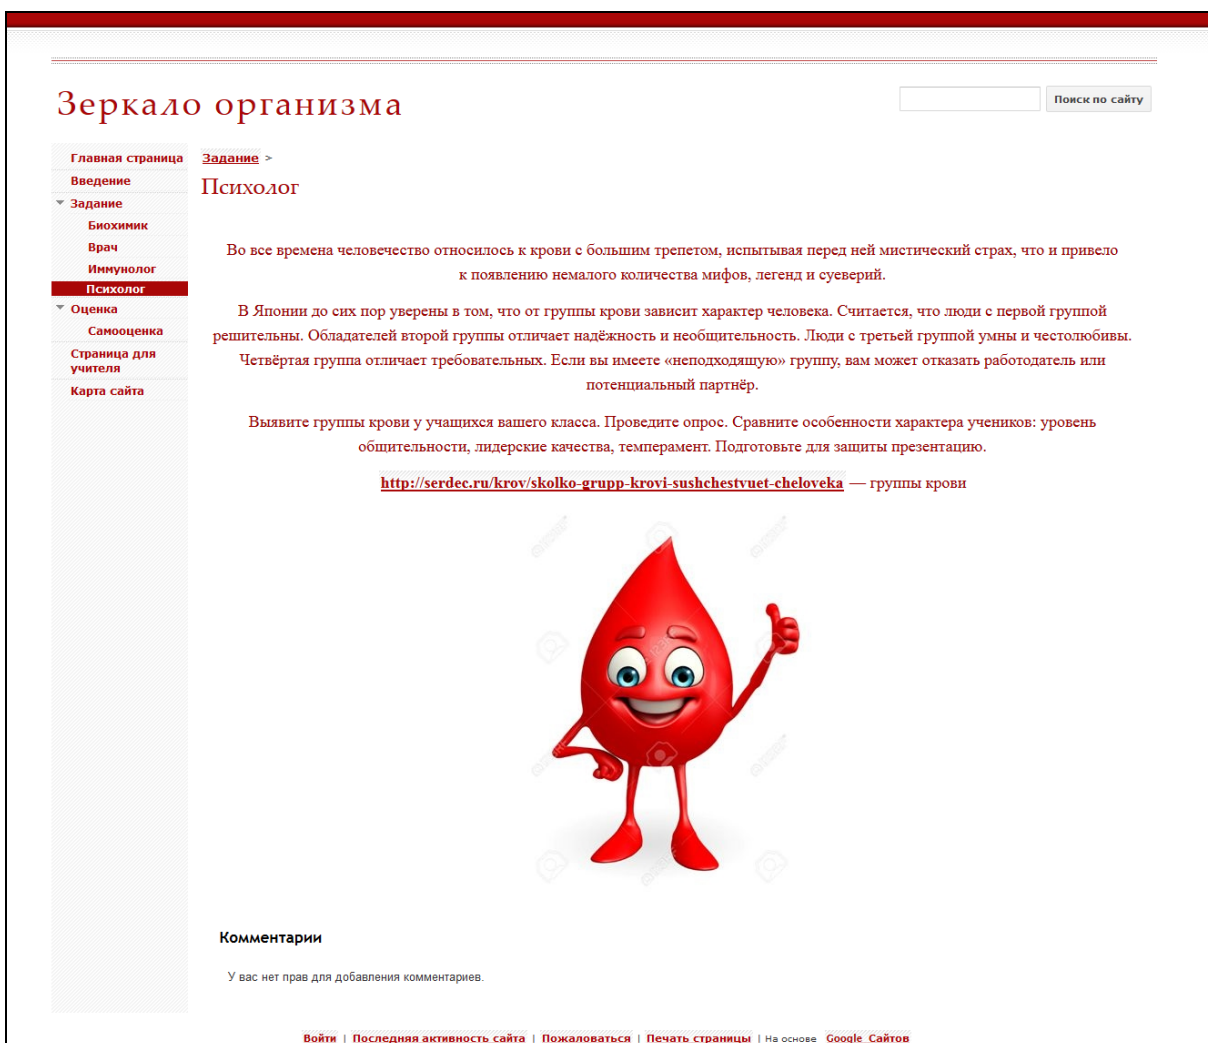 Зеркало организма
Поиск по сайту
Главная страница
Введение
Задание
Биохимик
Врач
Иммунолог
Психолог
Оценка
Самооценка
Страница для
учителя
Карта сайта
Задание >
Психолог
Во все времена человечество относилось к крови с большим трепетом, испытывая перед ней мистический страх, что и привело
к появлению немалого количества мифов, легенд и суеверий.
В Японии до сих пор уверены в том, что от группы крови зависит характер человека. Считается, что люди с первой группой
решительны. Обладателей второй группы отличает надёжность и необщительность. Люди с третьей группой умны и честолюбивы.
Четвёртая группа отличает требовательных. Если вы имеете «неподходящую» группу, вам может отказать работодатель или
потенциальный партнёр.
Выявите группы крови у учащихся вашего класса. Проведите опрос. Сравните особенности характера учеников: уровень
общительности, лидерские качества, темперамент. Подготовьте для защиты презентацию.
http://serdec.ru/krov/skolko-grupp-krovi-sushchestvuet-cheloveka — группы крови
Комментарии
У вас нет прав для добавления комментариев.
Войти | Последняя активность сайта | Пожаловаться | Печать страницы | На основе Google Сайтов